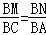 BM/BC = BN/BA